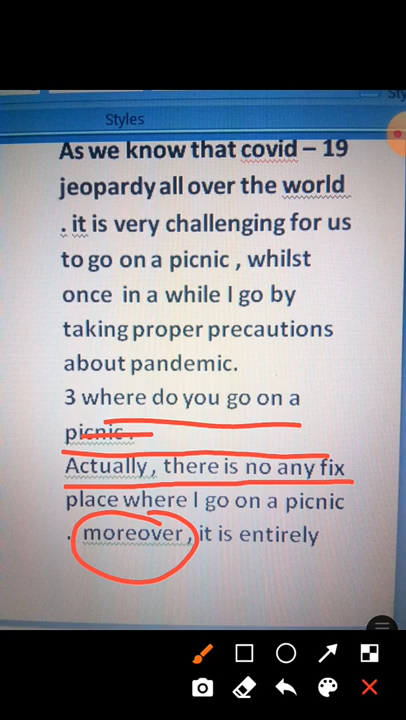 Sty
Styles
As we know that covid – 19
jeopardy all over the world
. it is very challenging for us
to go on a picnic , whilst
once in a while I go by
taking proper precautions
about pandemic.
3 where do you go on a
picnic .
Actually , there is no any fix
place where I go on a picnic
. moreover , it is entirely